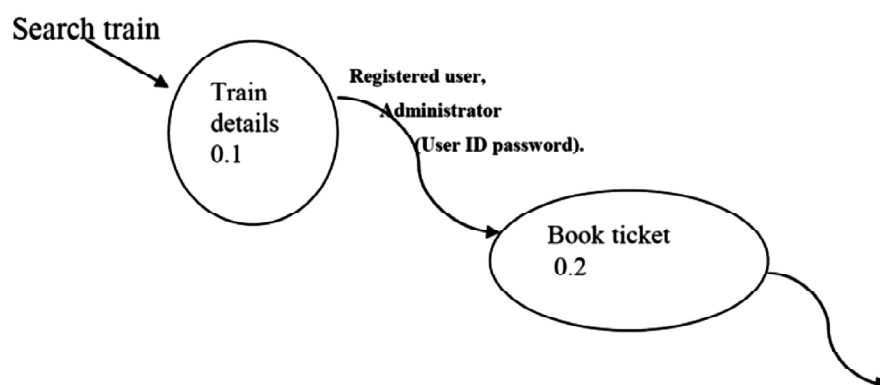 Search train
Train
details
0.1
Registered user,
Administrator
(User ID password).
Book ticket
0.2